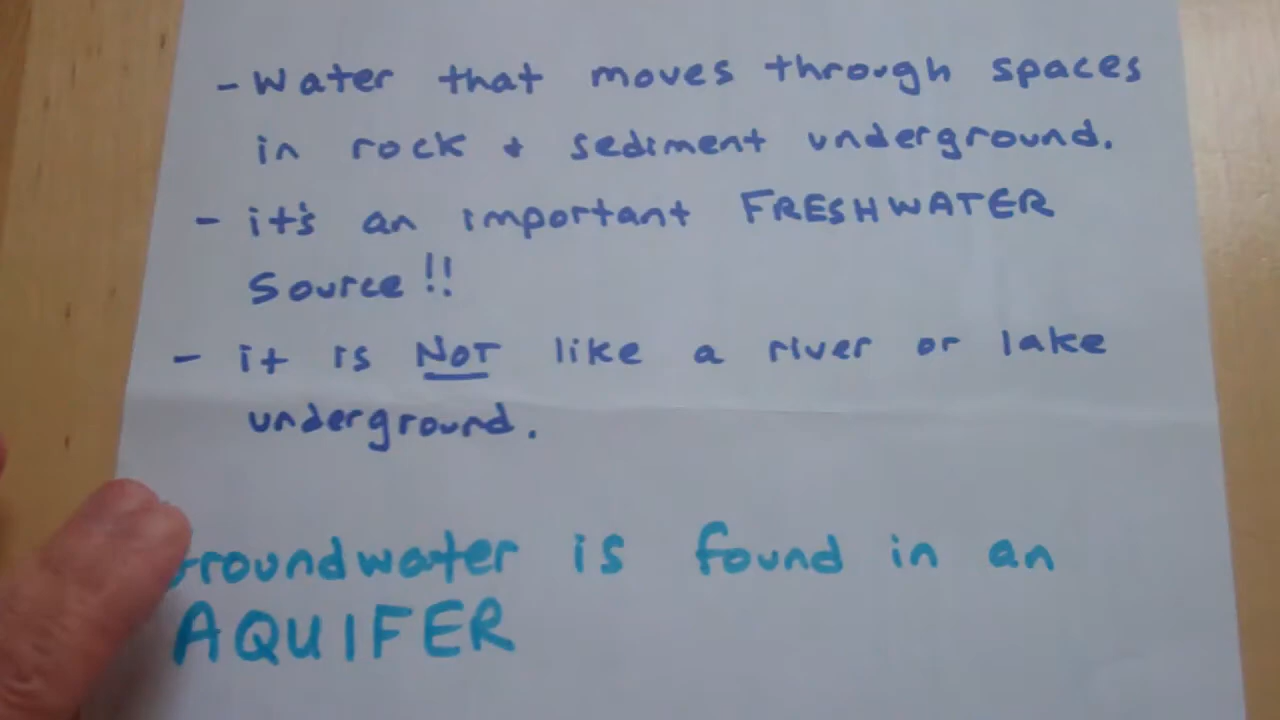 - Water that moves through spaces
in rock + sediment underground.
- it's an important FRESHWATER
Source!!
- it is NOT like a river or lake
underground.
Groundwater is found in an
AQUIFER